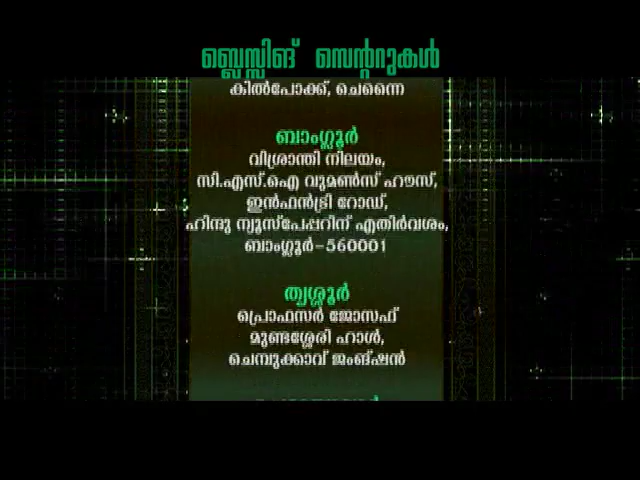 ബ്ലെസ്സിങ് സെന്ററുകൾ
കിൽപോക്ക്, ചെന്നൈ
ബാംഗ്ലൂർ
വിശ്രാന്തി നിലയം,
സി.എസ്.ഐ വുമൺസ് ഹൗസ്,
ഇൻഫൻട്രി റോഡ്,
ഹിന്ദു ന്യൂസ്പേപ്പറിന് എതിർവശം,
ബാംഗ്ലൂർ-560001
തൃശ്ശൂർ
പ്രൊഫസർ ജോസഫ്
മുണ്ടശ്ശേരി ഹാൾ,
ചെമ്പുക്കാവ് ജംങ്ഷൻ